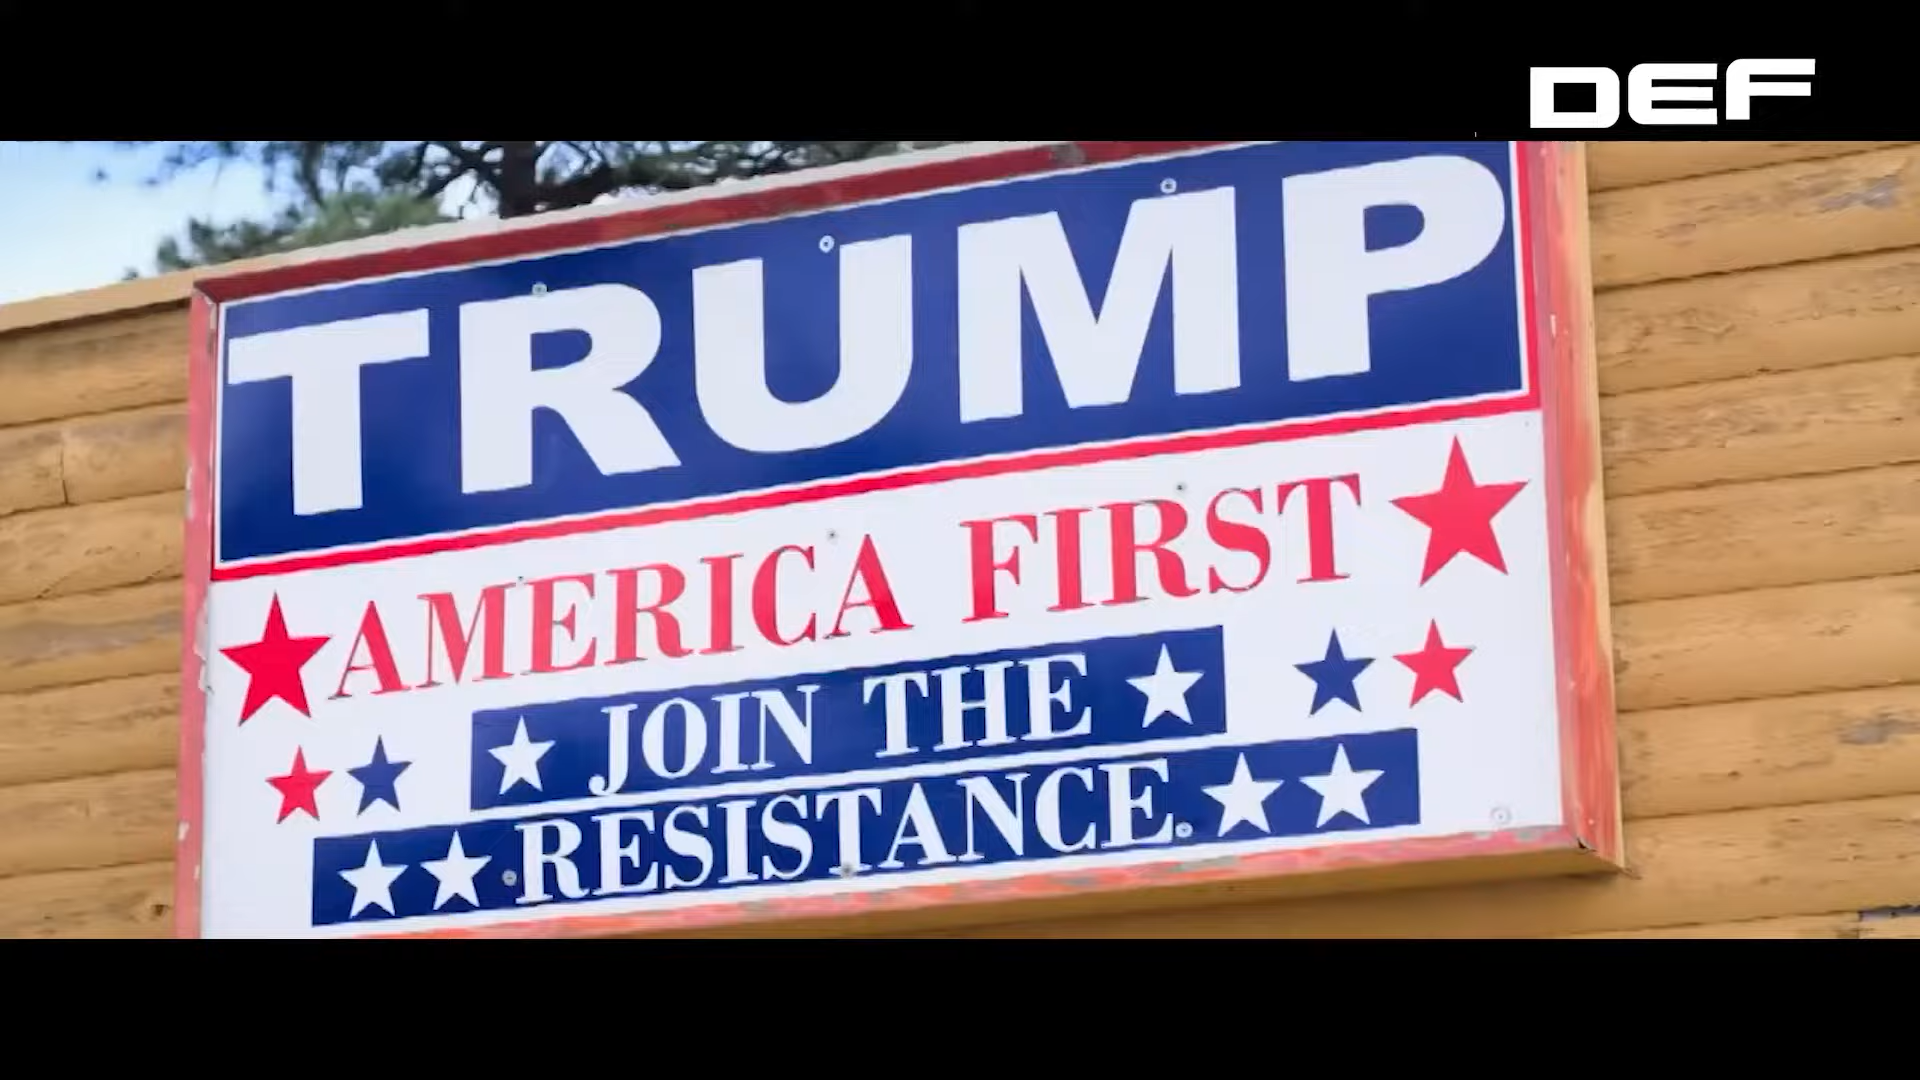 DEF
TRUMP
AMERICA FIRST
JOIN THE
RESISTANCE